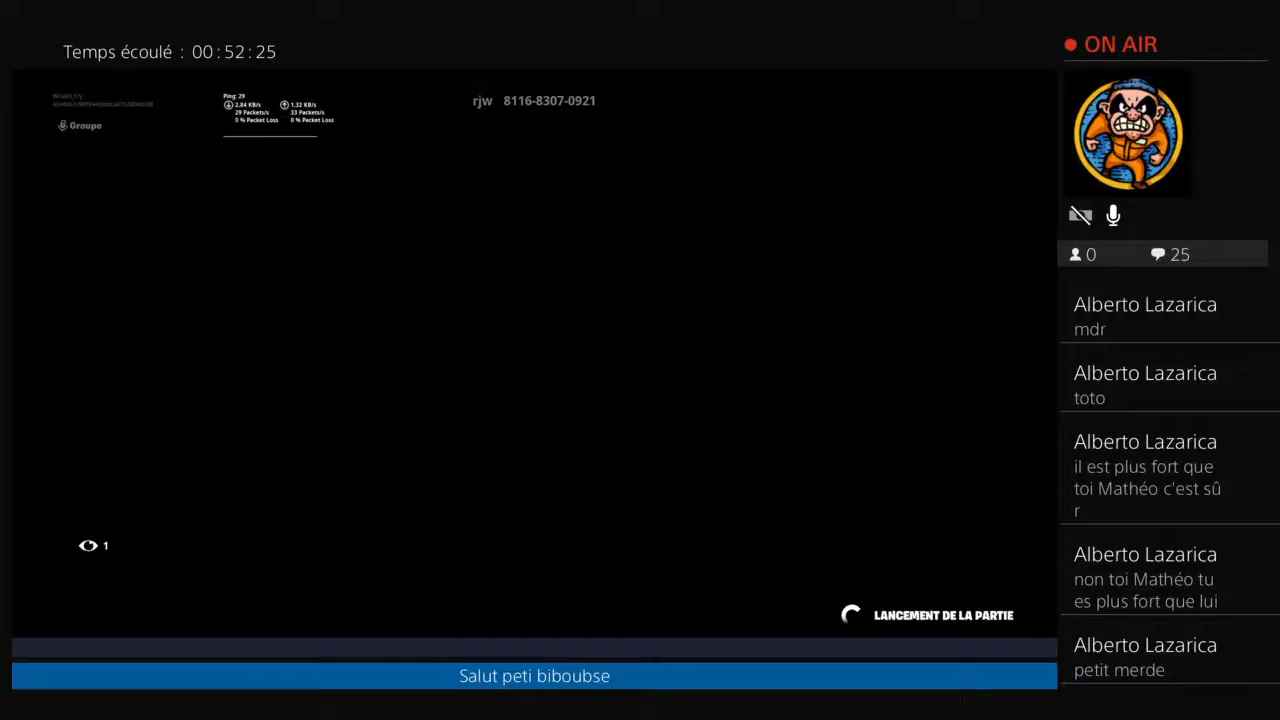 Temps écoulé : 00:52:25
ON AIR
Groupe
Ping: 29
2.84 KB/s 1.32 KB/s
29 Packets/s 33 Packets/s
0 % Packet Loss 0 % Packet Loss
rjw 8116-8307-0921
0 25
Alberto Lazarica
mdr
Alberto Lazarica
toto
Alberto Lazarica
il est plus fort que
toi Mathéo c'est sû
r
Alberto Lazarica
non toi Mathéo tu
es plus fort que lui
Alberto Lazarica
petit merde
1
LANCEMENT DE LA PARTIE
Salut peti biboubse